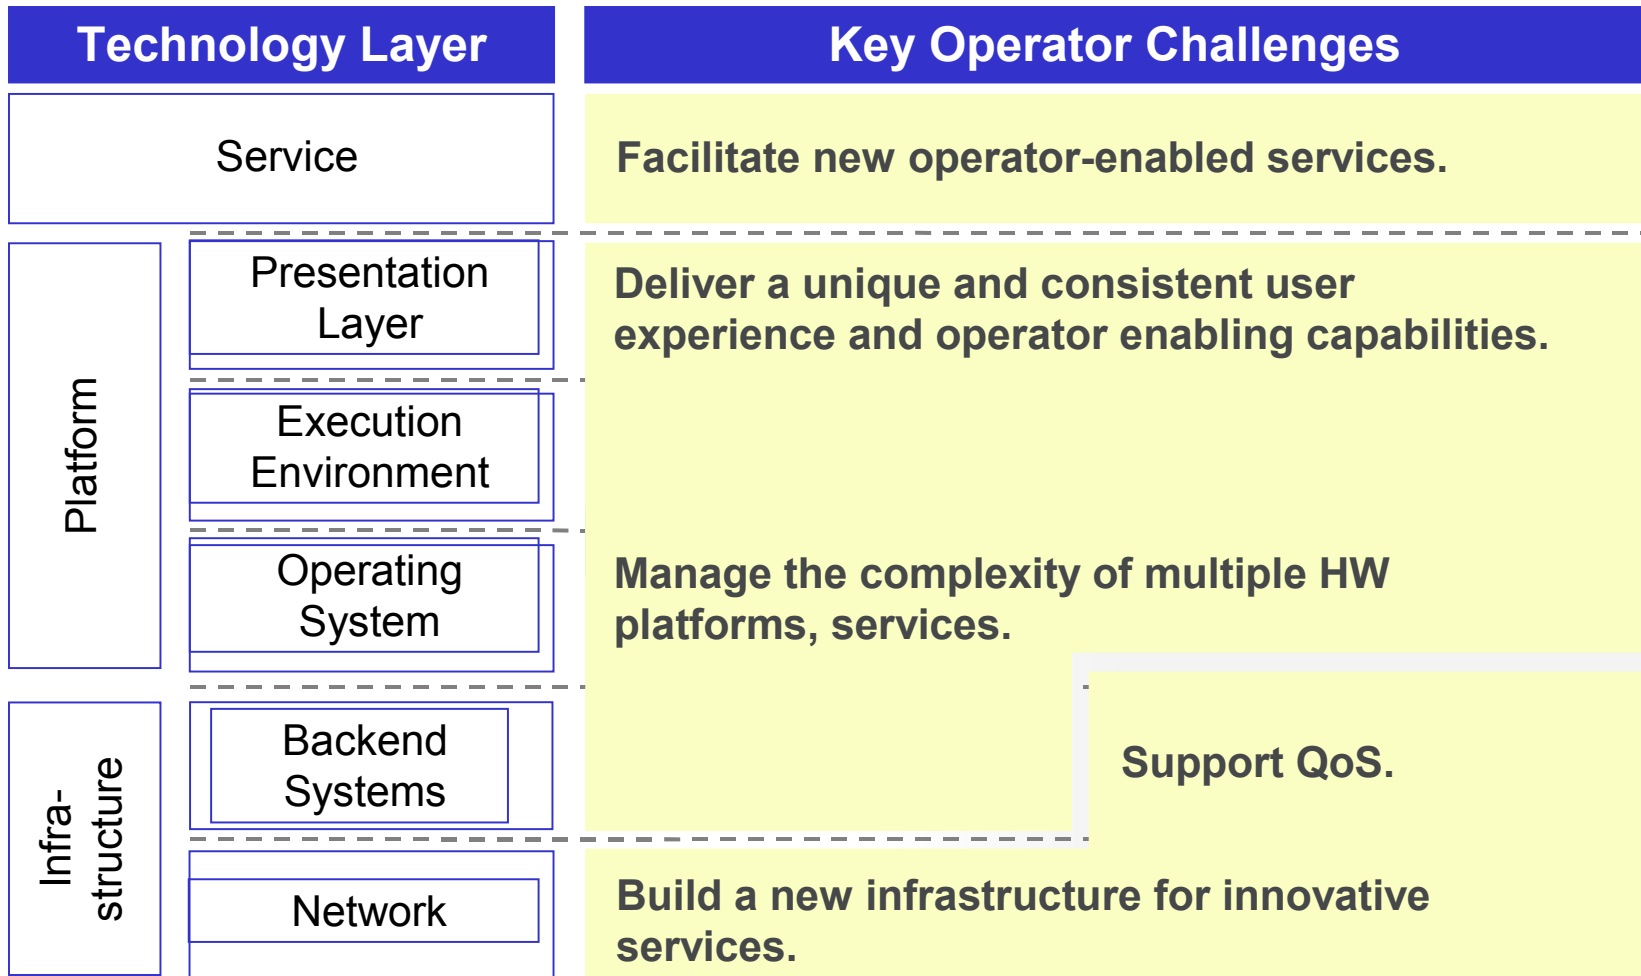 Technology Layer
Key Operator Challenges
Service
Facilitate new operator-enabled services.
Platform
Presentation
Layer
Deliver a unique and consistent user
experience and operator enabling capabilities.
Execution
Environment
Operating
System
Manage the complexity of multiple HW
platforms, services.
Infra-
structure
Backend
Systems
Support QoS.
Network
Build a new infrastructure for innovative
services.